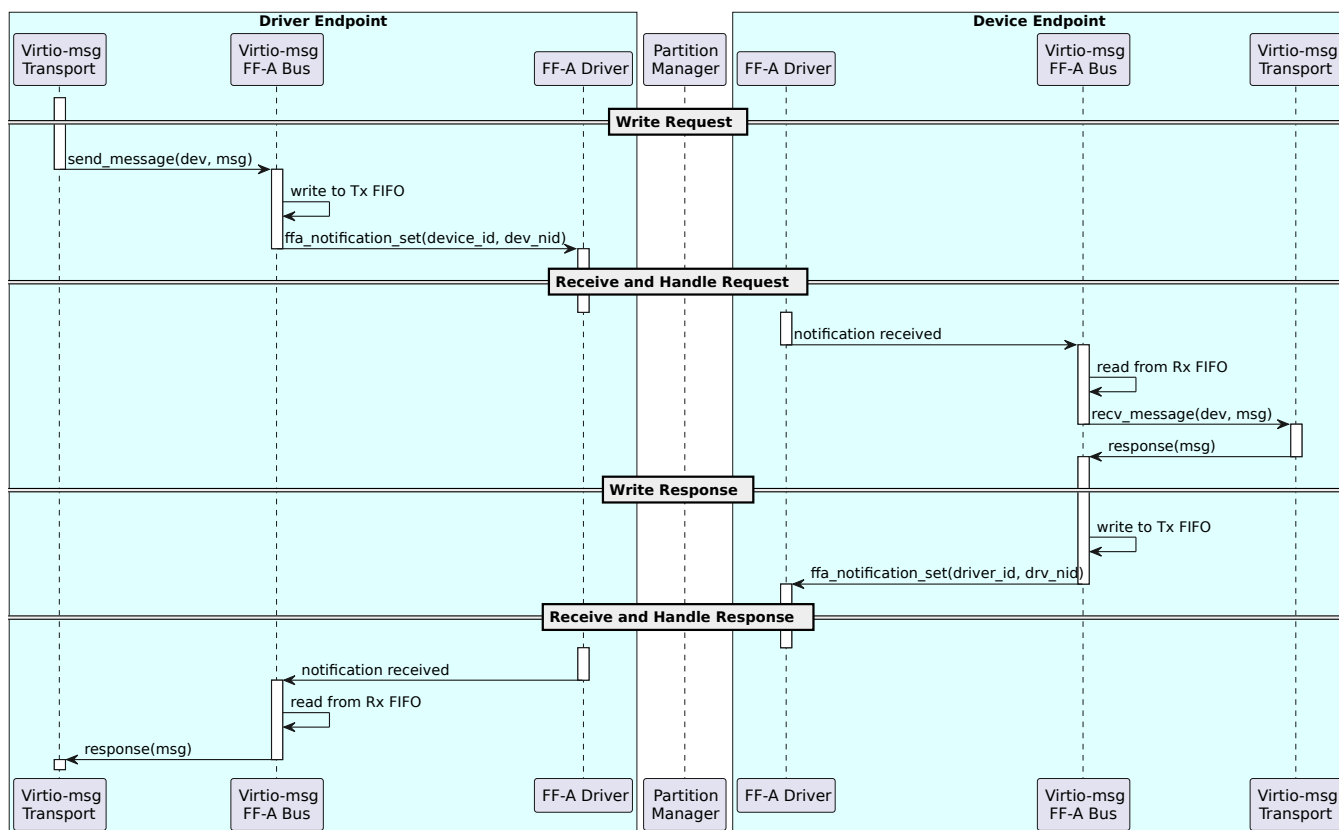 Driver Endpoint
Device Endpoint
Virtio-msg
Transport
Virtio-msg
FF-A Bus
FF-A Driver
Partition
Manager
FF-A Driver
Virtio-msg
FF-A Bus
Virtio-msg
Transport
Write Request
send_message(dev, msg)
write to Tx FIFO
ffa_notification_set(device_id, dev_nid)
Receive and Handle Request
notification received
read from Rx FIFO
recv_message(dev, msg)
response(msg)
Write Response
write to Tx FIFO
ffa_notification_set(driver_id, drv_nid)
Receive and Handle Response
notification received
read from Rx FIFO
response(msg)
Virtio-msg
Transport
Virtio-msg
FF-A Bus
FF-A Driver
Partition
Manager
FF-A Driver
Virtio-msg
FF-A Bus
Virtio-msg
Transport